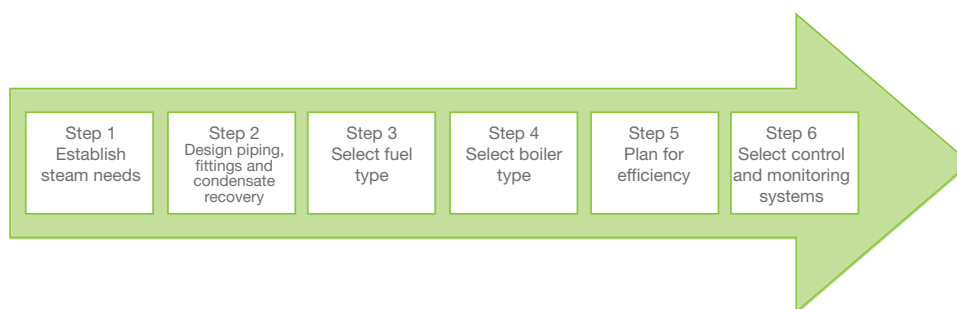 Step 1
Establish
steam needs
Step 2
Design piping,
fittings and
condensate
recovery
Step 3
Select fuel
type
Step 4
Select boiler
type
Step 5
Plan for
efficiency
Step 6
Select control
and monitoring
systems